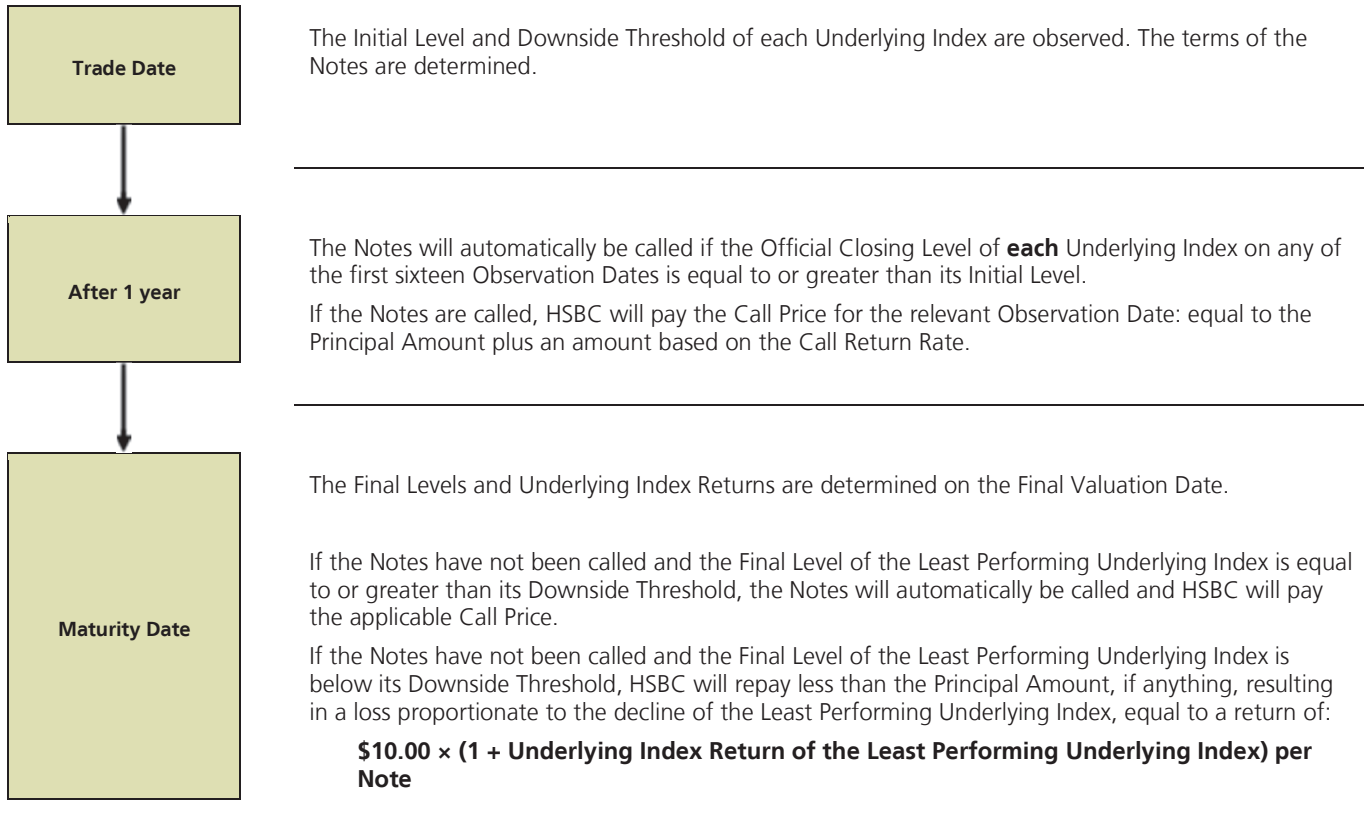 Trade Date
The Initial Level and Downside Threshold of each Underlying Index are observed. The terms of the
Notes are determined.
After 1 year
The Notes will automatically be called if the Official Closing Level of each Underlying Index on any of
the first sixteen Observation Dates is equal to or greater than its Initial Level.
If the Notes are called, HSBC will pay the Call Price for the relevant Observation Date: equal to the
Principal Amount plus an amount based on the Call Return Rate.
Maturity Date
The Final Levels and Underlying Index Returns are determined on the Final Valuation Date.
If the Notes have not been called and the Final Level of the Least Performing Underlying Index is equal
to or greater than its Downside Threshold, the Notes will automatically be called and HSBC will pay
the applicable Call Price.
If the Notes have not been called and the Final Level of the Least Performing Underlying Index is
below its Downside Threshold, HSBC will repay less than the Principal Amount, if anything, resulting
in a loss proportionate to the decline of the Least Performing Underlying Index, equal to a return of:
$10.00 × (1 + Underlying Index Return of the Least Performing Underlying Index) per
Note